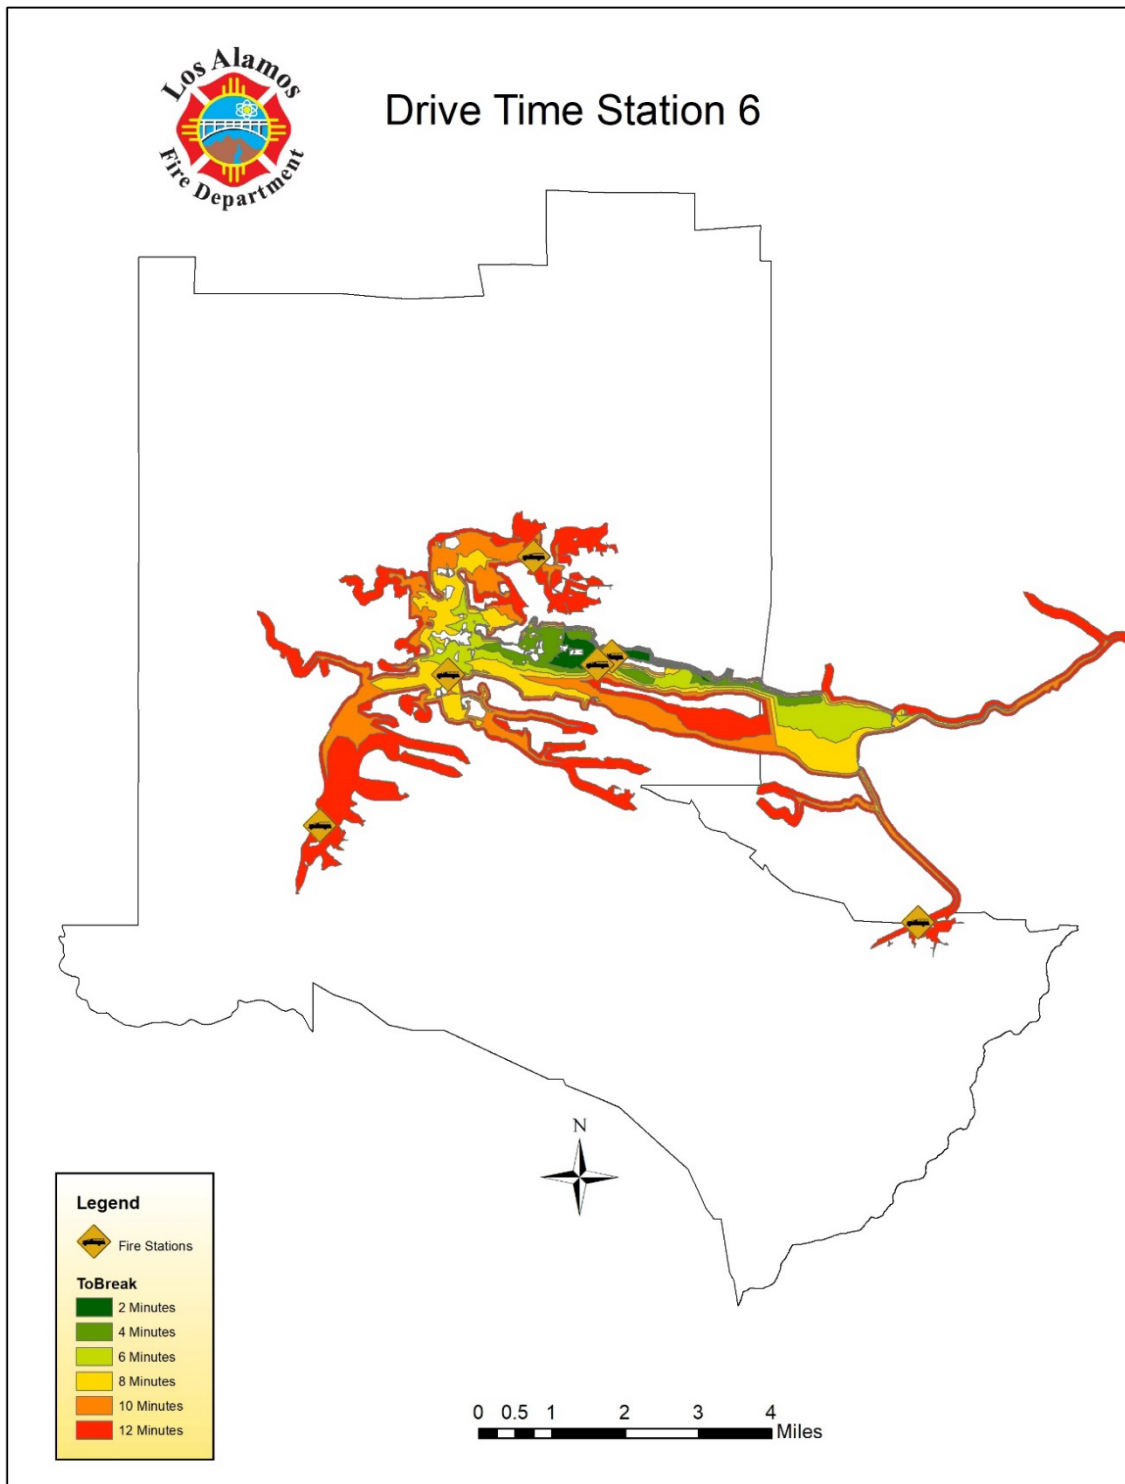 Los Alamos
Fire Department
Drive Time Station 6
N
Legend
Fire Stations
ToBreak
2 Minutes
4 Minutes
6 Minutes
8 Minutes
10 Minutes
12 Minutes
0 0.5 1 2 3 4
Miles